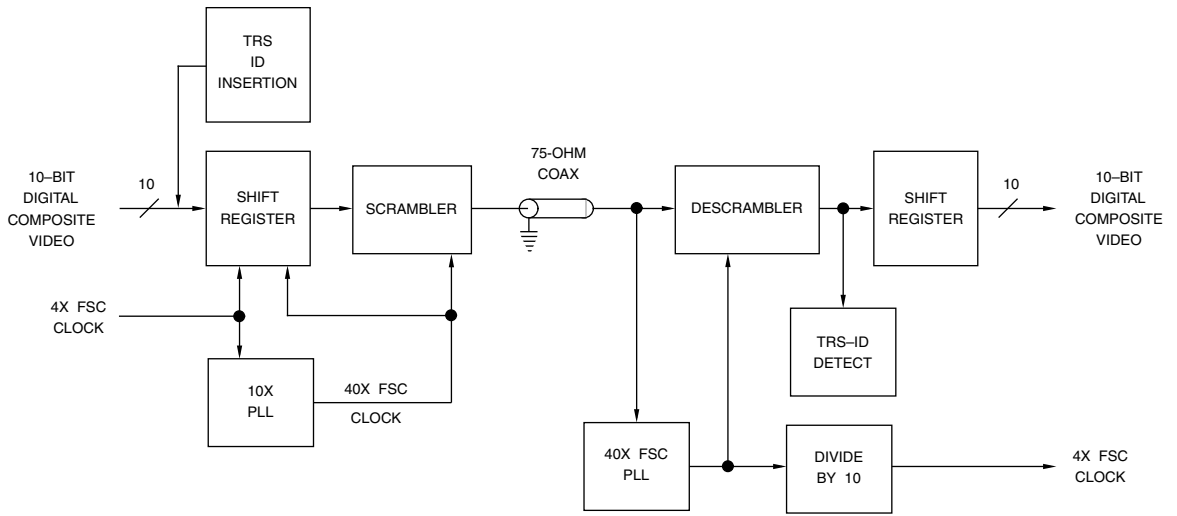 TRS
ID
INSERTION
10–BIT
DIGITAL
COMPOSITE
VIDEO
10
SHIFT
REGISTER
SCRAMBLER
75-OHM
COAX
DESCRAMBLER
SHIFT
REGISTER
10
10–BIT
DIGITAL
COMPOSITE
VIDEO
4X FSC
CLOCK
10X
PLL
40X FSC
CLOCK
TRS–ID
DETECT
40X FSC
PLL
DIVIDE
BY 10
4X FSC
CLOCK